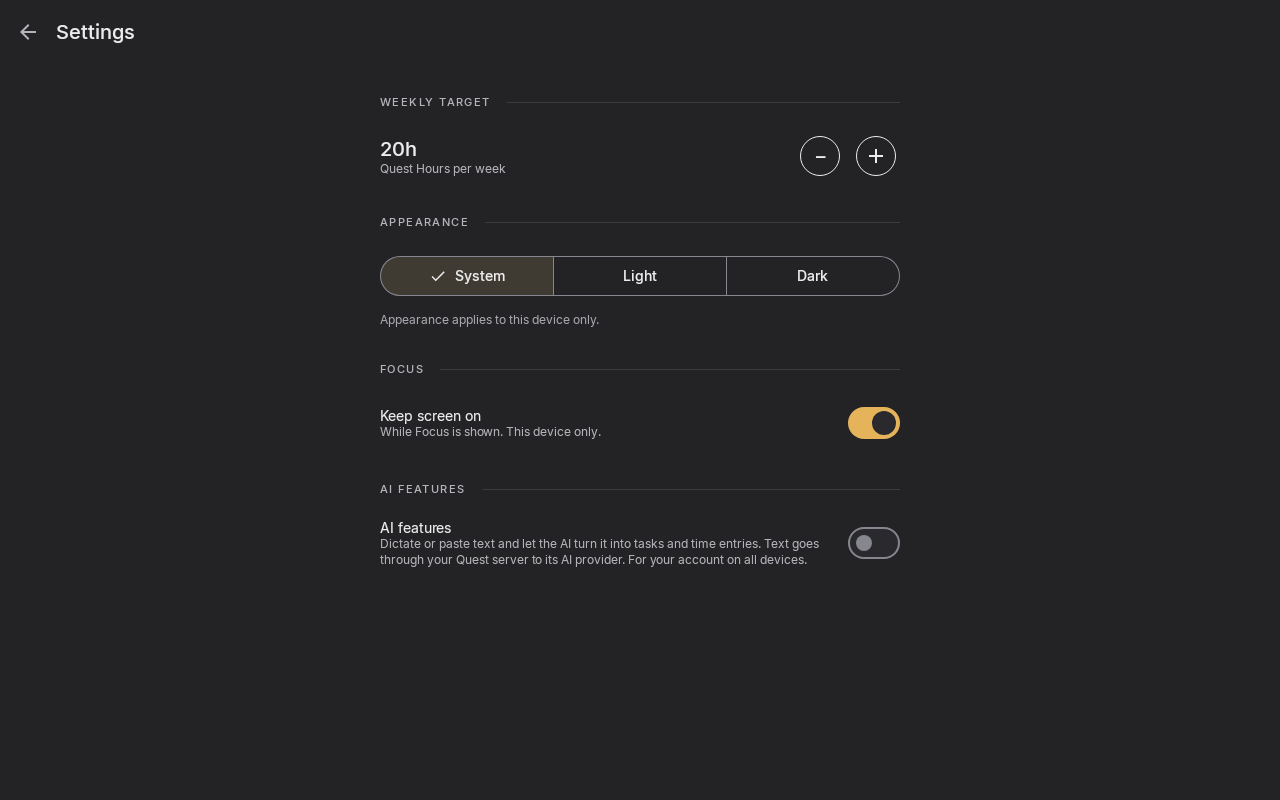 Settings
WEEKLY TARGET
20h
Quest Hours per week
APPEARANCE
System
Light
Dark
Appearance applies to this device only.
FOCUS
Keep screen on
While Focus is shown. This device only.
AI FEATURES
AI features
Dictate or paste text and let the AI turn it into tasks and time entries. Text goes
through your Quest server to its AI provider. For your account on all devices.